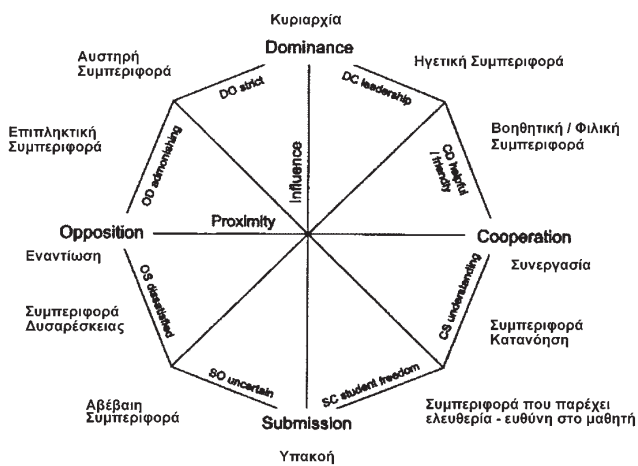 Κυριαρχία
Dominance
Αυστηρή
Συμπεριφορά
Ηγετική Συμπεριφορά
DO strict
DC leadership
Επιπληκτική
Συμπεριφορά
Βοηθητική / Φιλική
Συμπεριφορά
OD admonishing
CD helpful
/ friendly
Influence
Proximity
Opposition
Cooperation
Εναντίωση
Συνεργασία
OS dissatisfied
CS understanding
Συμπεριφορά
Δυσαρέσκειας
Συμπεριφορά
Κατανόηση
SO uncertain
SC student freedom
Αβέβαιη
Συμπεριφορά
Submission
Συμπεριφορά που παρέχει
ελευθερία - ευθύνη στο μαθητή
Υπακοή